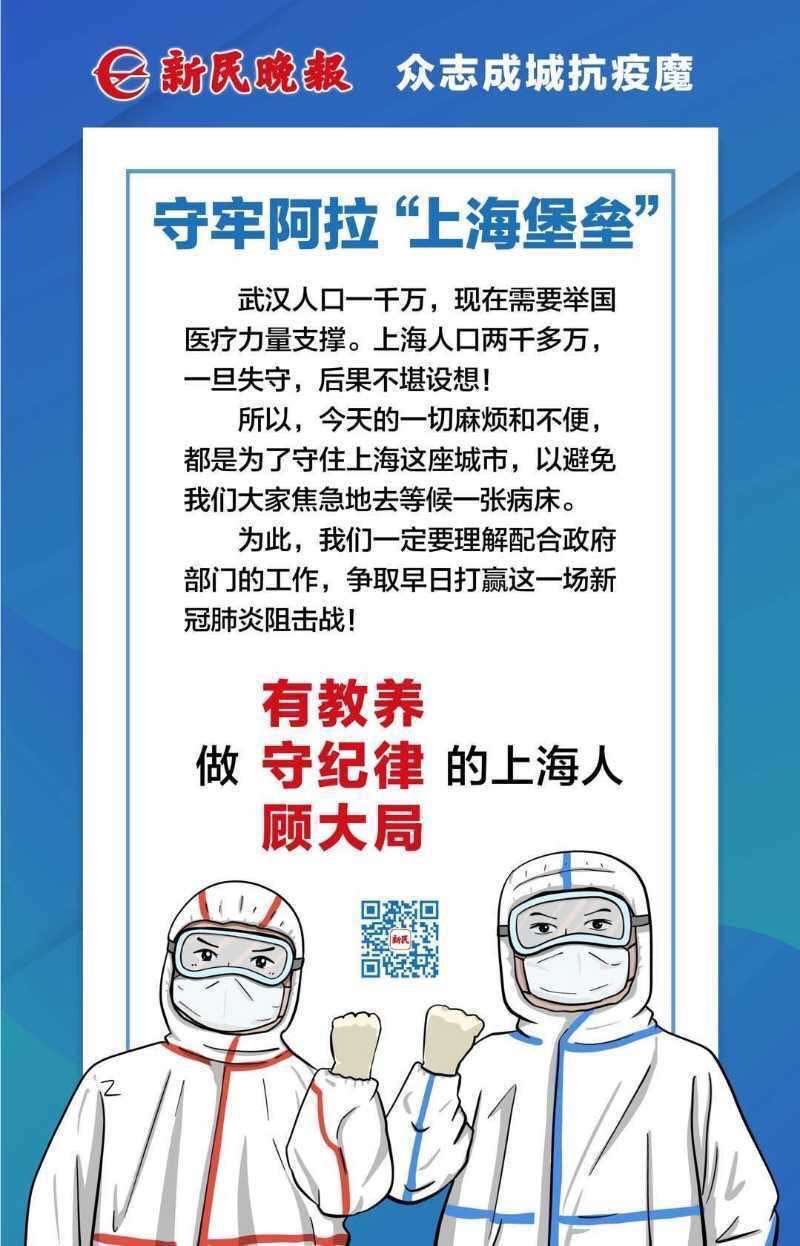 新民晚报 众志成城抗疫魔
守牢阿拉“上海堡垒”
武汉人口一千万，现在需要举国
医疗力量支撑。上海人口两千多万，
一旦失守，后果不堪设想！
所以，今天的一切麻烦和不便，
都是为了守住上海这座城市，以避免
我们大家焦急地去等候一张病床。
为此，我们一定要理解配合政府
部门的工作，争取早日打赢这一场新
冠肺炎阻击战！
有教养
做 守纪律 的上海人
顾大局
新民